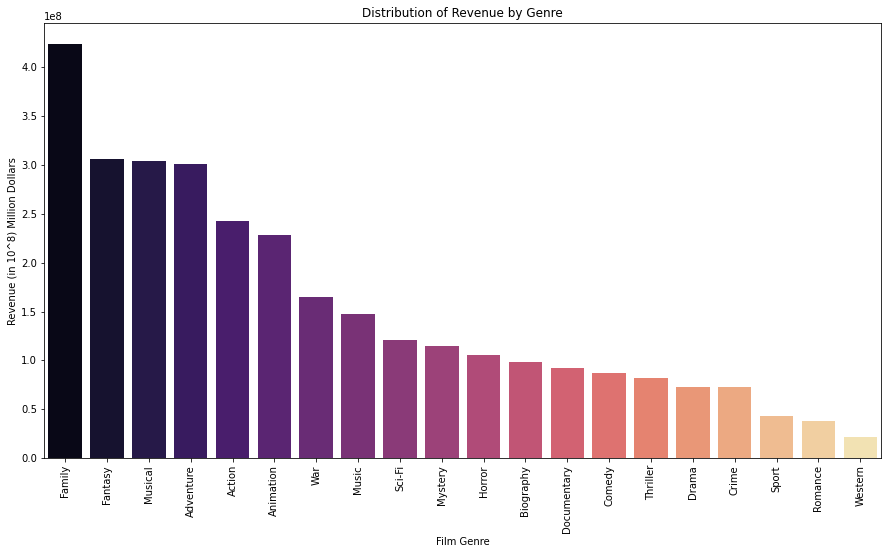 Distribution of Revenue by Genre
1e8
4.0
3.5
3.0
2.5
2.0
1.5
1.0
0.5
0.0
Revenue (in 10^8) Million Dollars
Family
Fantasy
Musical
Adventure
Action
Animation
War
Music
Sci-Fi
Mystery
Horror
Biography
Documentary
Comedy
Thriller
Drama
Crime
Sport
Romance
Western
Film Genre